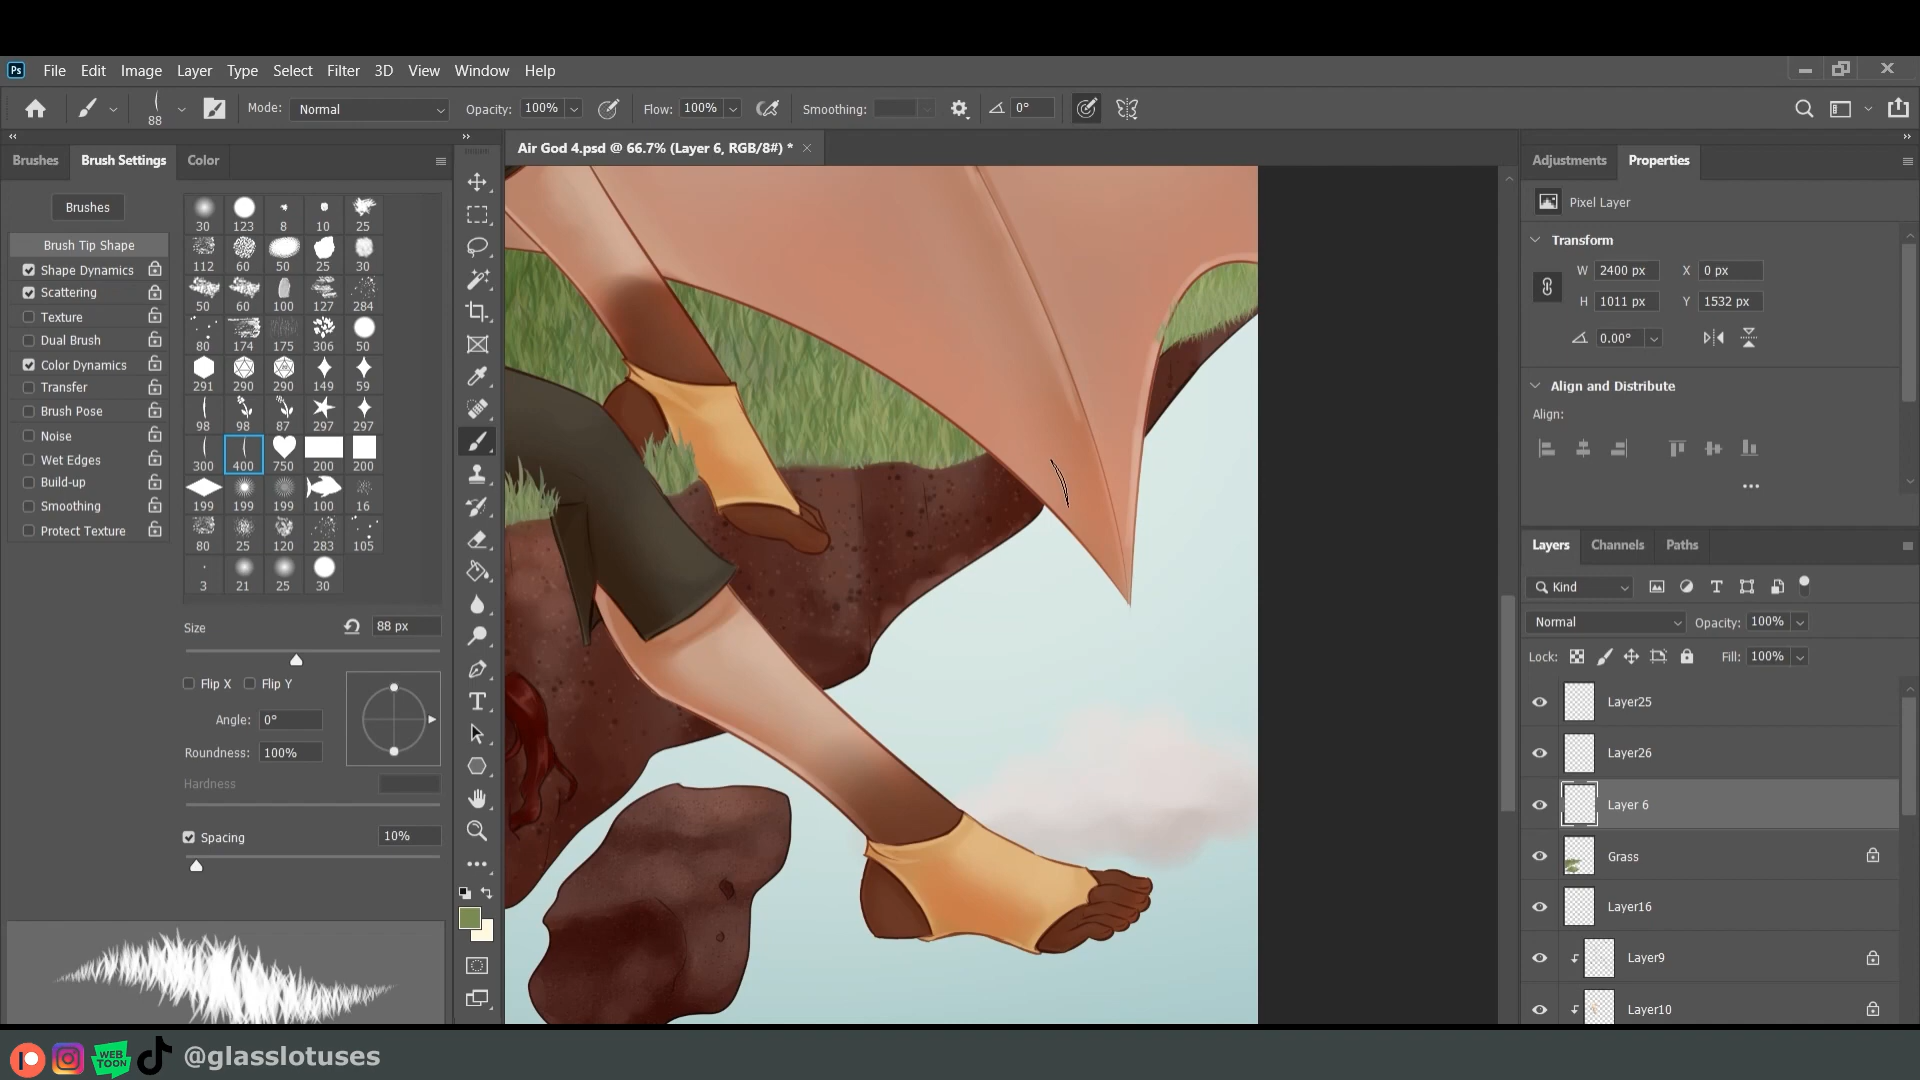 Ps File Edit Image Layer Type Select Filter 3D View Window Help
88 Mode: Normal Opacity: 100% Flow: 100% Smoothing: 0°
Brushes Brush Settings Color
Air God 4.psd @ 66.7% (Layer 6, RGB/8#) *
Adjustments Properties
Brushes
Brush Tip Shape
Shape Dynamics
Scattering
Texture
Dual Brush
Color Dynamics
Transfer
Brush Pose
Noise
Wet Edges
Build-up
Smoothing
Protect Texture
30 123 8 10 25
112 60 50 25 30
50 60 100 127 284
80 174 175 306 50
291 290 290 149 59
98 98 87 297 297
300 400 750 200 200
199 199 199 100 16
80 25 120 283 105
3 21 25 30
Size 88 px
Flip X Flip Y
Angle: 0°
Roundness: 100%
Hardness
Spacing 10%
Pixel Layer
Transform
W 2400 px X 0 px
H 1011 px Y 1532 px
0.00°
Align and Distribute
Align:
Layers Channels Paths
Kind
Normal Opacity: 100%
Lock: Fill: 100%
Layer25
Layer26
Layer 6
Grass
Layer16
Layer9
Layer10
WEB
TOON
@glasslotuses